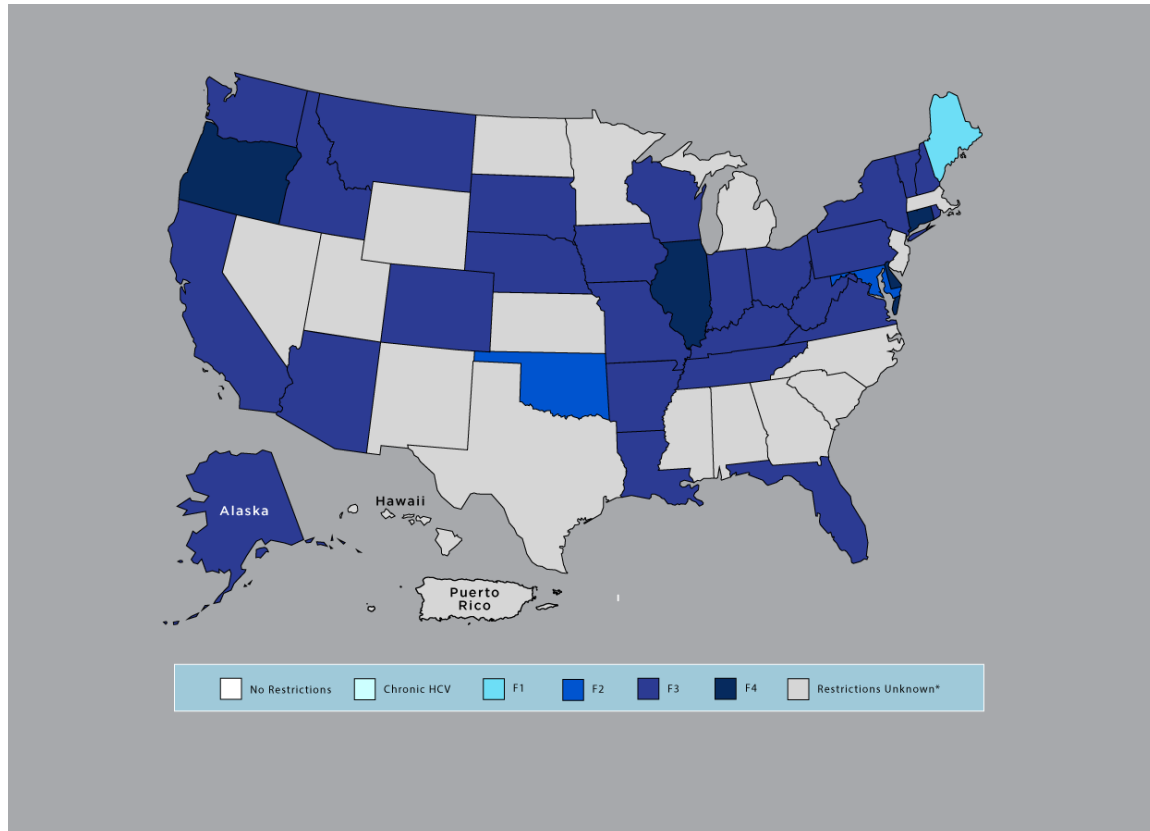 Alaska
Hawaii
Puerto
Rico
No Restrictions
Chronic HCV
F1
F2
F3
F4
Restrictions Unknown*